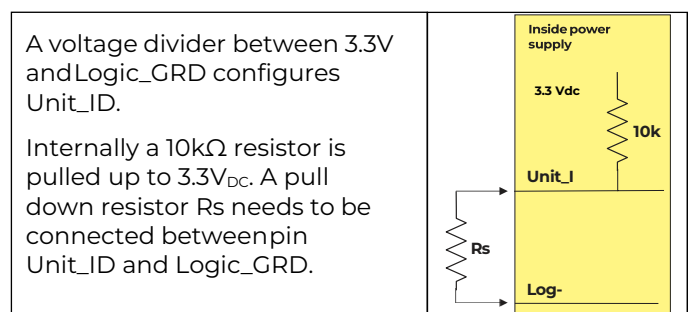 A voltage divider between 3.3V
andLogic_GRD configures
Unit_ID.
Internally a 10kΩ resistor is
pulled up to 3.3VDC. A pull
down resistor Rs needs to be
connected betweenpin
Unit_ID and Logic_GRD.
Inside power
supply
3.3 Vdc
10k
Unit_I
Rs
Log-